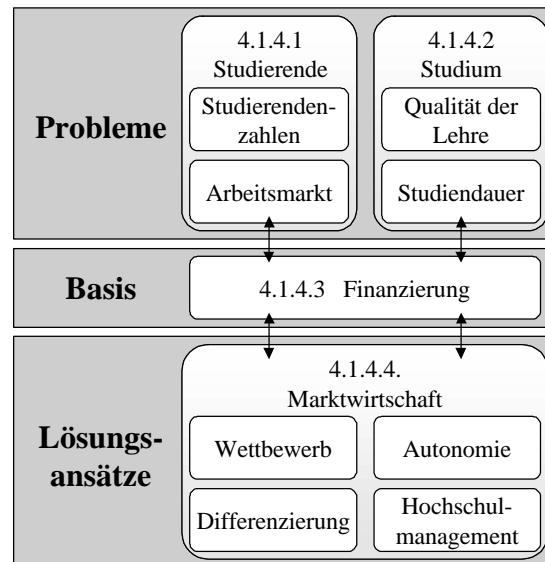 Probleme
4.1.4.1
Studierende
Studierenden-
zahlen
Arbeitsmarkt
4.1.4.2
Studium
Qualität der
Lehre
Studiendauer
Basis
4.1.4.3 Finanzierung
Lösungs-
ansätze
4.1.4.4.
Marktwirtschaft
Wettbewerb
Autonomie
Differenzierung
Hochschul-
management